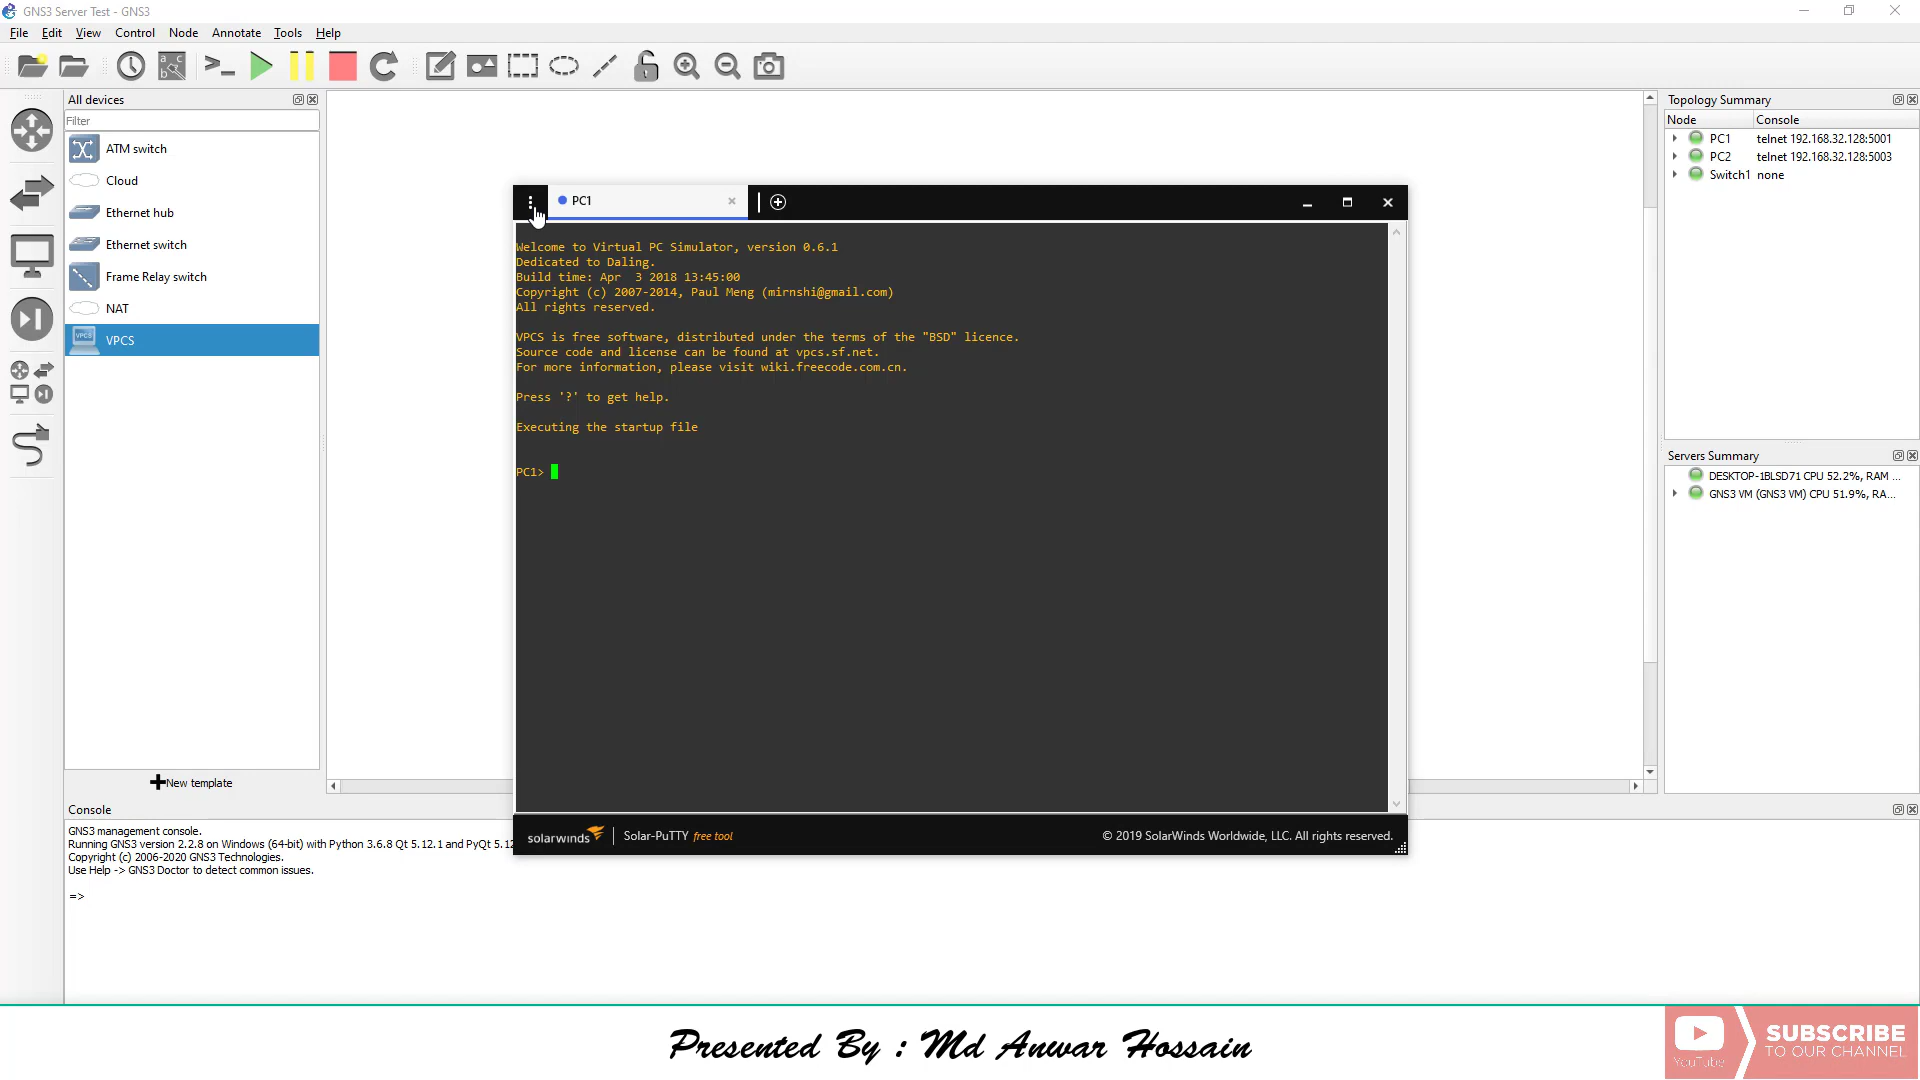 GNS3 Server Test - GNS3
File Edit View Control Node Annotate Tools Help
All devices
Filter
ATM switch
Cloud
Ethernet hub
Ethernet switch
Frame Relay switch
NAT
VPCS
New template
PC1
Welcome to Virtual PC Simulator, version 0.6.1
Dedicated to Daling.
Build time: Apr  3 2018 13:45:00
Copyright (c) 2007-2014, Paul Meng (mirnshi@gmail.com)
All rights reserved.
VPCS is free software, distributed under the terms of the "BSD" licence.
Source code and license can be found at vpcs.sf.net.
For more information, please visit wiki.freecode.com.cn.
Press '?' to get help.
Executing the startup file
PC1>
solarwinds Solar-PuTTY free tool © 2019 SolarWinds Worldwide, LLC. All rights reserved.
Topology Summary
Node Console
PC1 telnet 192.168.32.128:5001
PC2 telnet 192.168.32.128:5003
Switch1 none
Servers Summary
DESKTOP-1BLSD71 CPU 52.2%, RAM ...
GNS3 VM (GNS3 VM) CPU 51.9%, RA...
Console
GNS3 management console.
Running GNS3 version 2.2.8 on Windows (64-bit) with Python 3.6.8 Qt 5.12.1 and PyQt 5.12
Copyright (c) 2006-2020 GNS3 Technologies.
Use Help -> GNS3 Doctor to detect common issues.
=>
Presented By : Md Anwar Hossain
YouTube
SUBSCRIBE
TO OUR CHANNEL